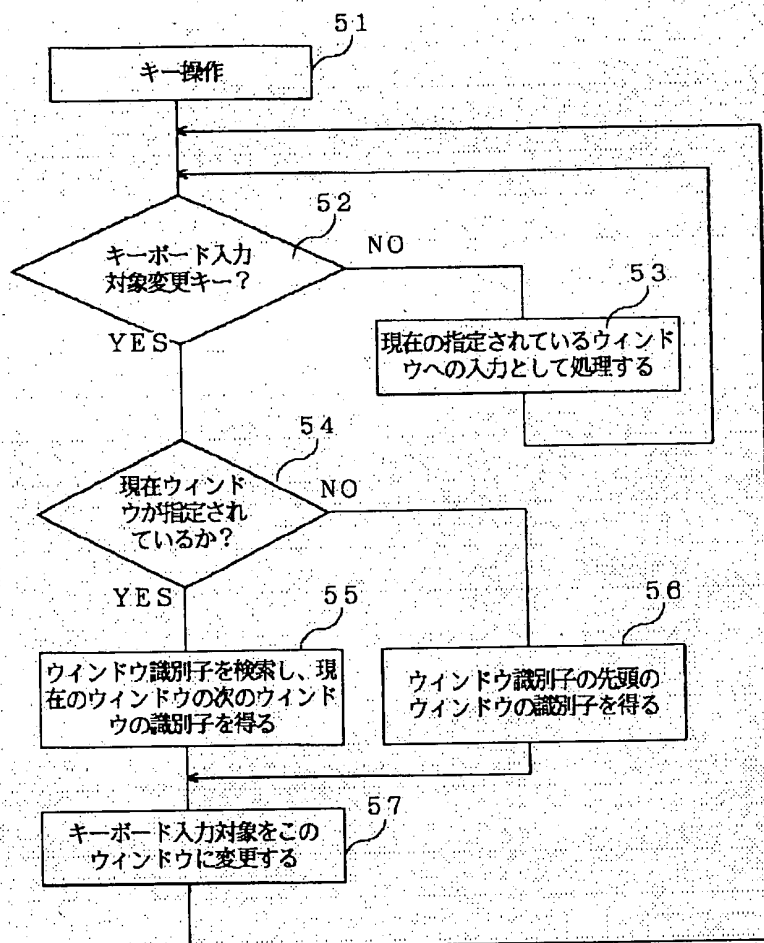 51
キー操作
52
キーボード入力
対象変更キー?
NO
YES
53
現在の指定されているウィンド
ウへの入力として処理する
54
現在ウィンド
ウが指定され
ているか?
NO
YES
55
ウィンドウ識別子を検索し、現
在のウィンドウの次のウィンド
ウの識別子を得る
56
ウィンドウ識別子の先頭の
ウィンドウの識別子を得る
57
キーボード入力対象をこの
ウィンドウに変更する